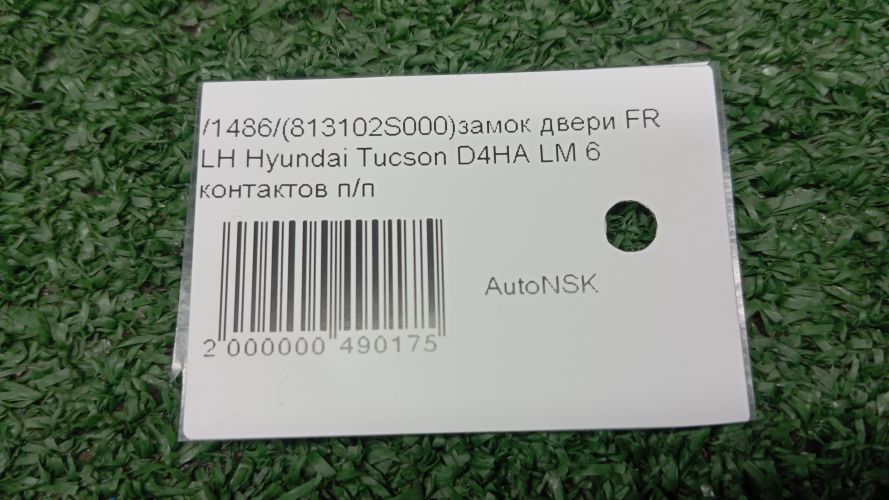 /1486/(813102S000)замок двери FR
LH Hyundai Tucson D4HA LM 6
контактов п/п
AutoNSK
2 000000 490175